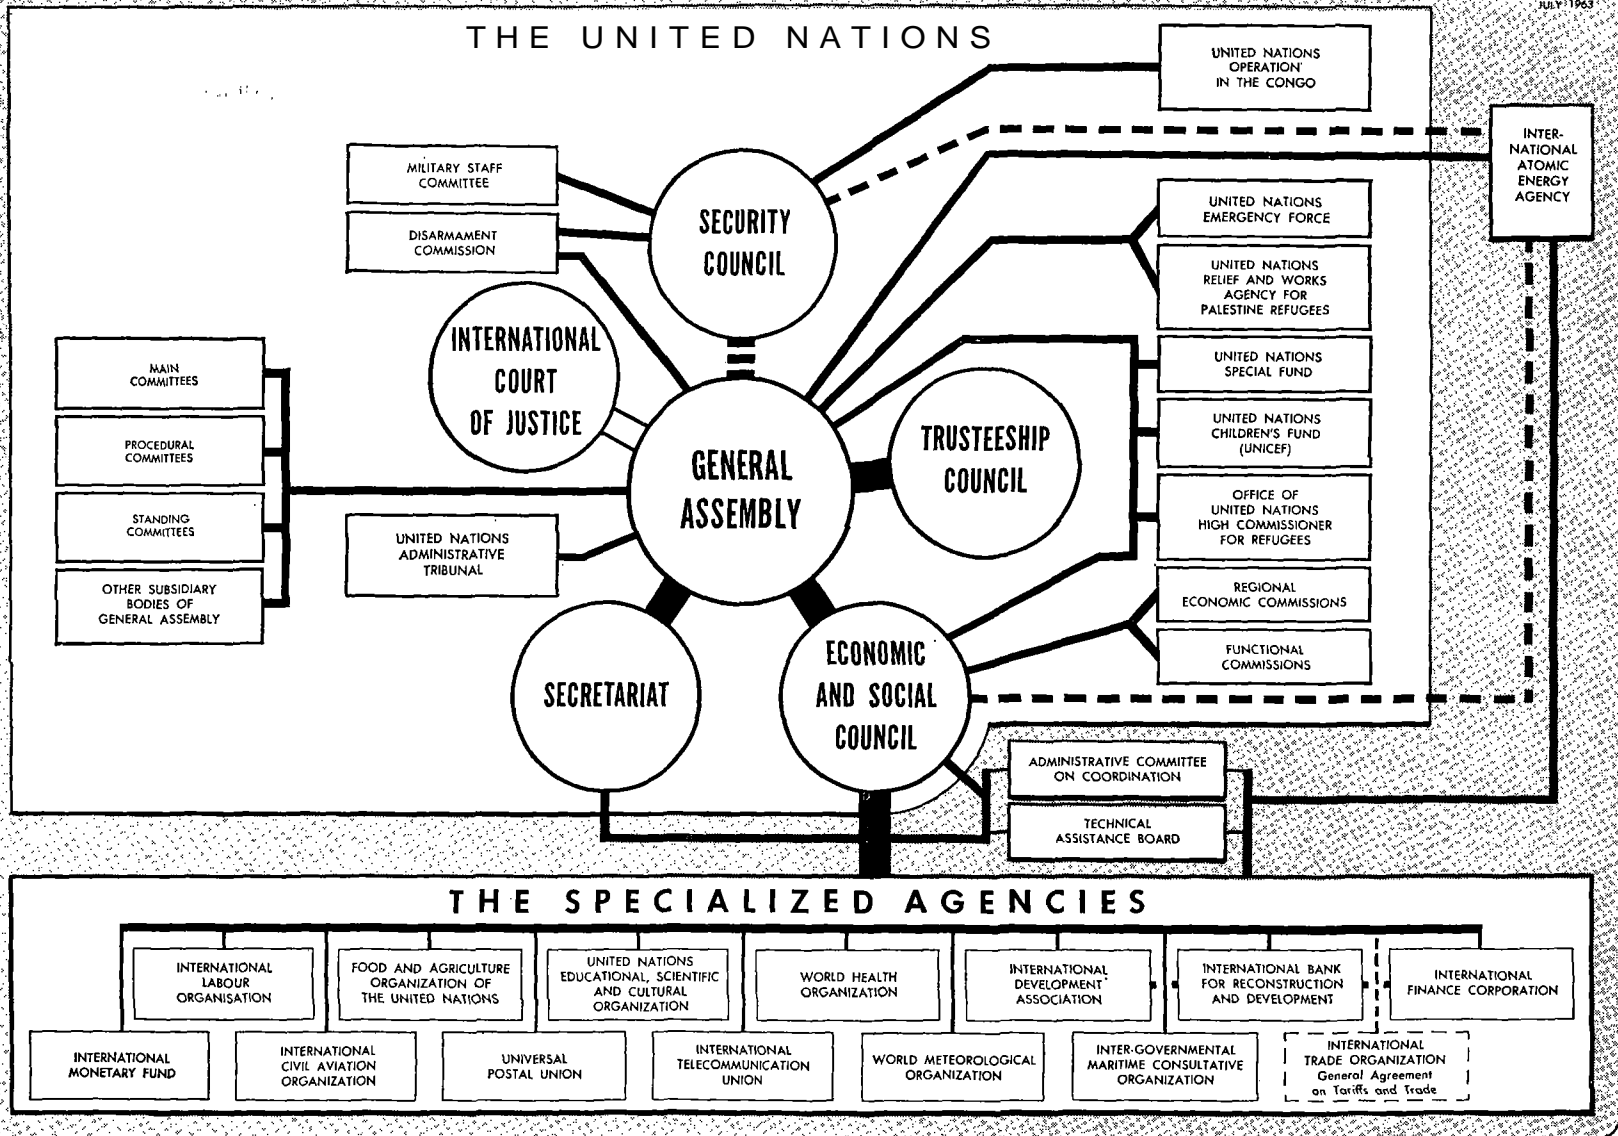 JULY 1963
THE UNITED NATIONS
UNITED NATIONS
OPERATION
IN THE CONGO
INTER-
NATIONAL
ATOMIC
ENERGY
AGENCY
MILITARY STAFF
COMMITTEE
DISARMAMENT
COMMISSION
SECURITY
COUNCIL
UNITED NATIONS
EMERGENCY FORCE
UNITED NATIONS
RELIEF AND WORKS
AGENCY FOR
PALESTINE REFUGEES
INTERNATIONAL
COURT
OF JUSTICE
MAIN
COMMITTEES
PROCEDURAL
COMMITTEES
STANDING
COMMITTEES
OTHER SUBSIDIARY
BODIES OF
GENERAL ASSEMBLY
UNITED NATIONS
ADMINISTRATIVE
TRIBUNAL
GENERAL
ASSEMBLY
TRUSTEESHIP
COUNCIL
UNITED NATIONS
SPECIAL FUND
UNITED NATIONS
CHILDREN'S FUND
(UNICEF)
OFFICE OF
UNITED NATIONS
HIGH COMMISSIONER
FOR REFUGEES
REGIONAL
ECONOMIC COMMISSIONS
FUNCTIONAL
COMMISSIONS
SECRETARIAT
ECONOMIC
AND SOCIAL
COUNCIL
ADMINISTRATIVE COMMITTEE
ON COORDINATION
TECHNICAL
ASSISTANCE BOARD
THE SPECIALIZED AGENCIES
INTERNATIONAL
LABOUR
ORGANISATION
FOOD AND AGRICULTURE
ORGANIZATION OF
THE UNITED NATIONS
UNITED NATIONS
EDUCATIONAL, SCIENTIFIC
AND CULTURAL
ORGANIZATION
WORLD HEALTH
ORGANIZATION
INTERNATIONAL
DEVELOPMENT
ASSOCIATION
INTERNATIONAL BANK
FOR RECONSTRUCTION
AND DEVELOPMENT
INTERNATIONAL
FINANCE CORPORATION
INTERNATIONAL
MONETARY FUND
INTERNATIONAL
CIVIL AVIATION
ORGANIZATION
UNIVERSAL
POSTAL UNION
INTERNATIONAL
TELECOMMUNICATION
UNION
WORLD METEOROLOGICAL
ORGANIZATION
INTER-GOVERNMENTAL
MARITIME CONSULTATIVE
ORGANIZATION
INTERNATIONAL
TRADE ORGANIZATION
General Agreement
on Tariffs and Trade